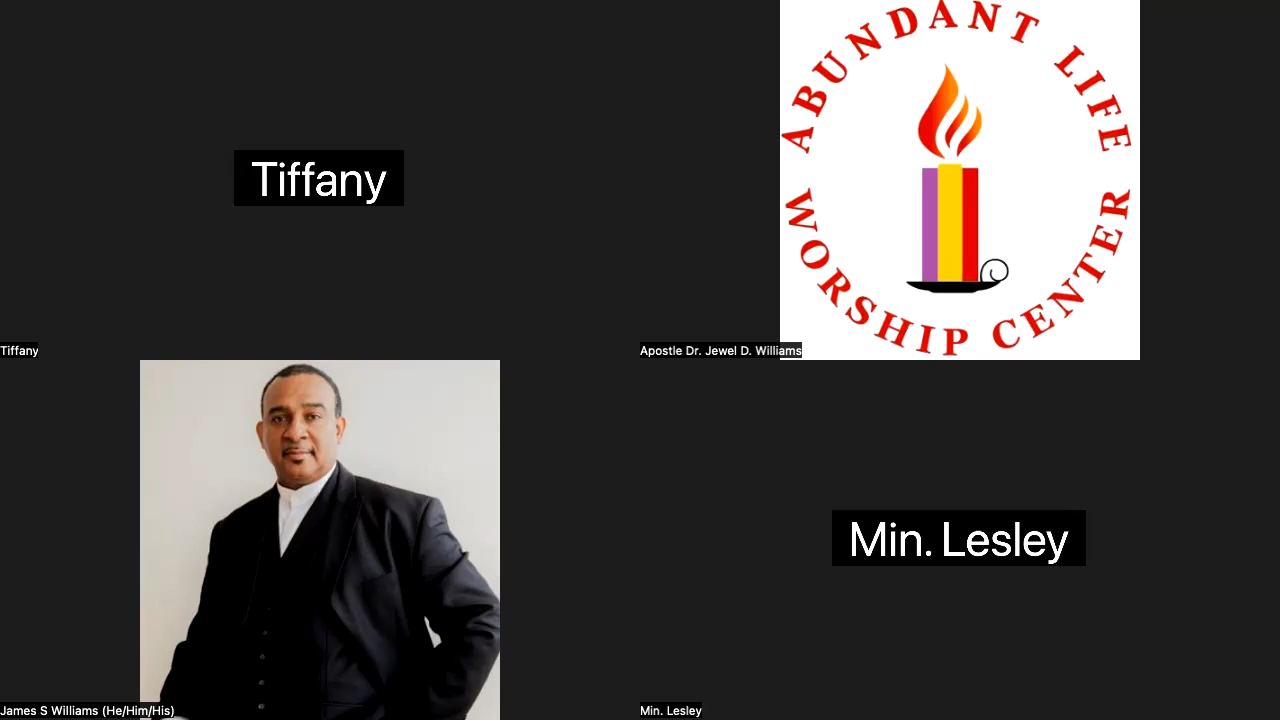 Tiffany
Tiffany
ABUNDANT LIFE
WORSHIP CENTER
Apostle Dr. Jewel D. Williams
James S Williams (He/Him/His)
Min. Lesley
Min. Lesley